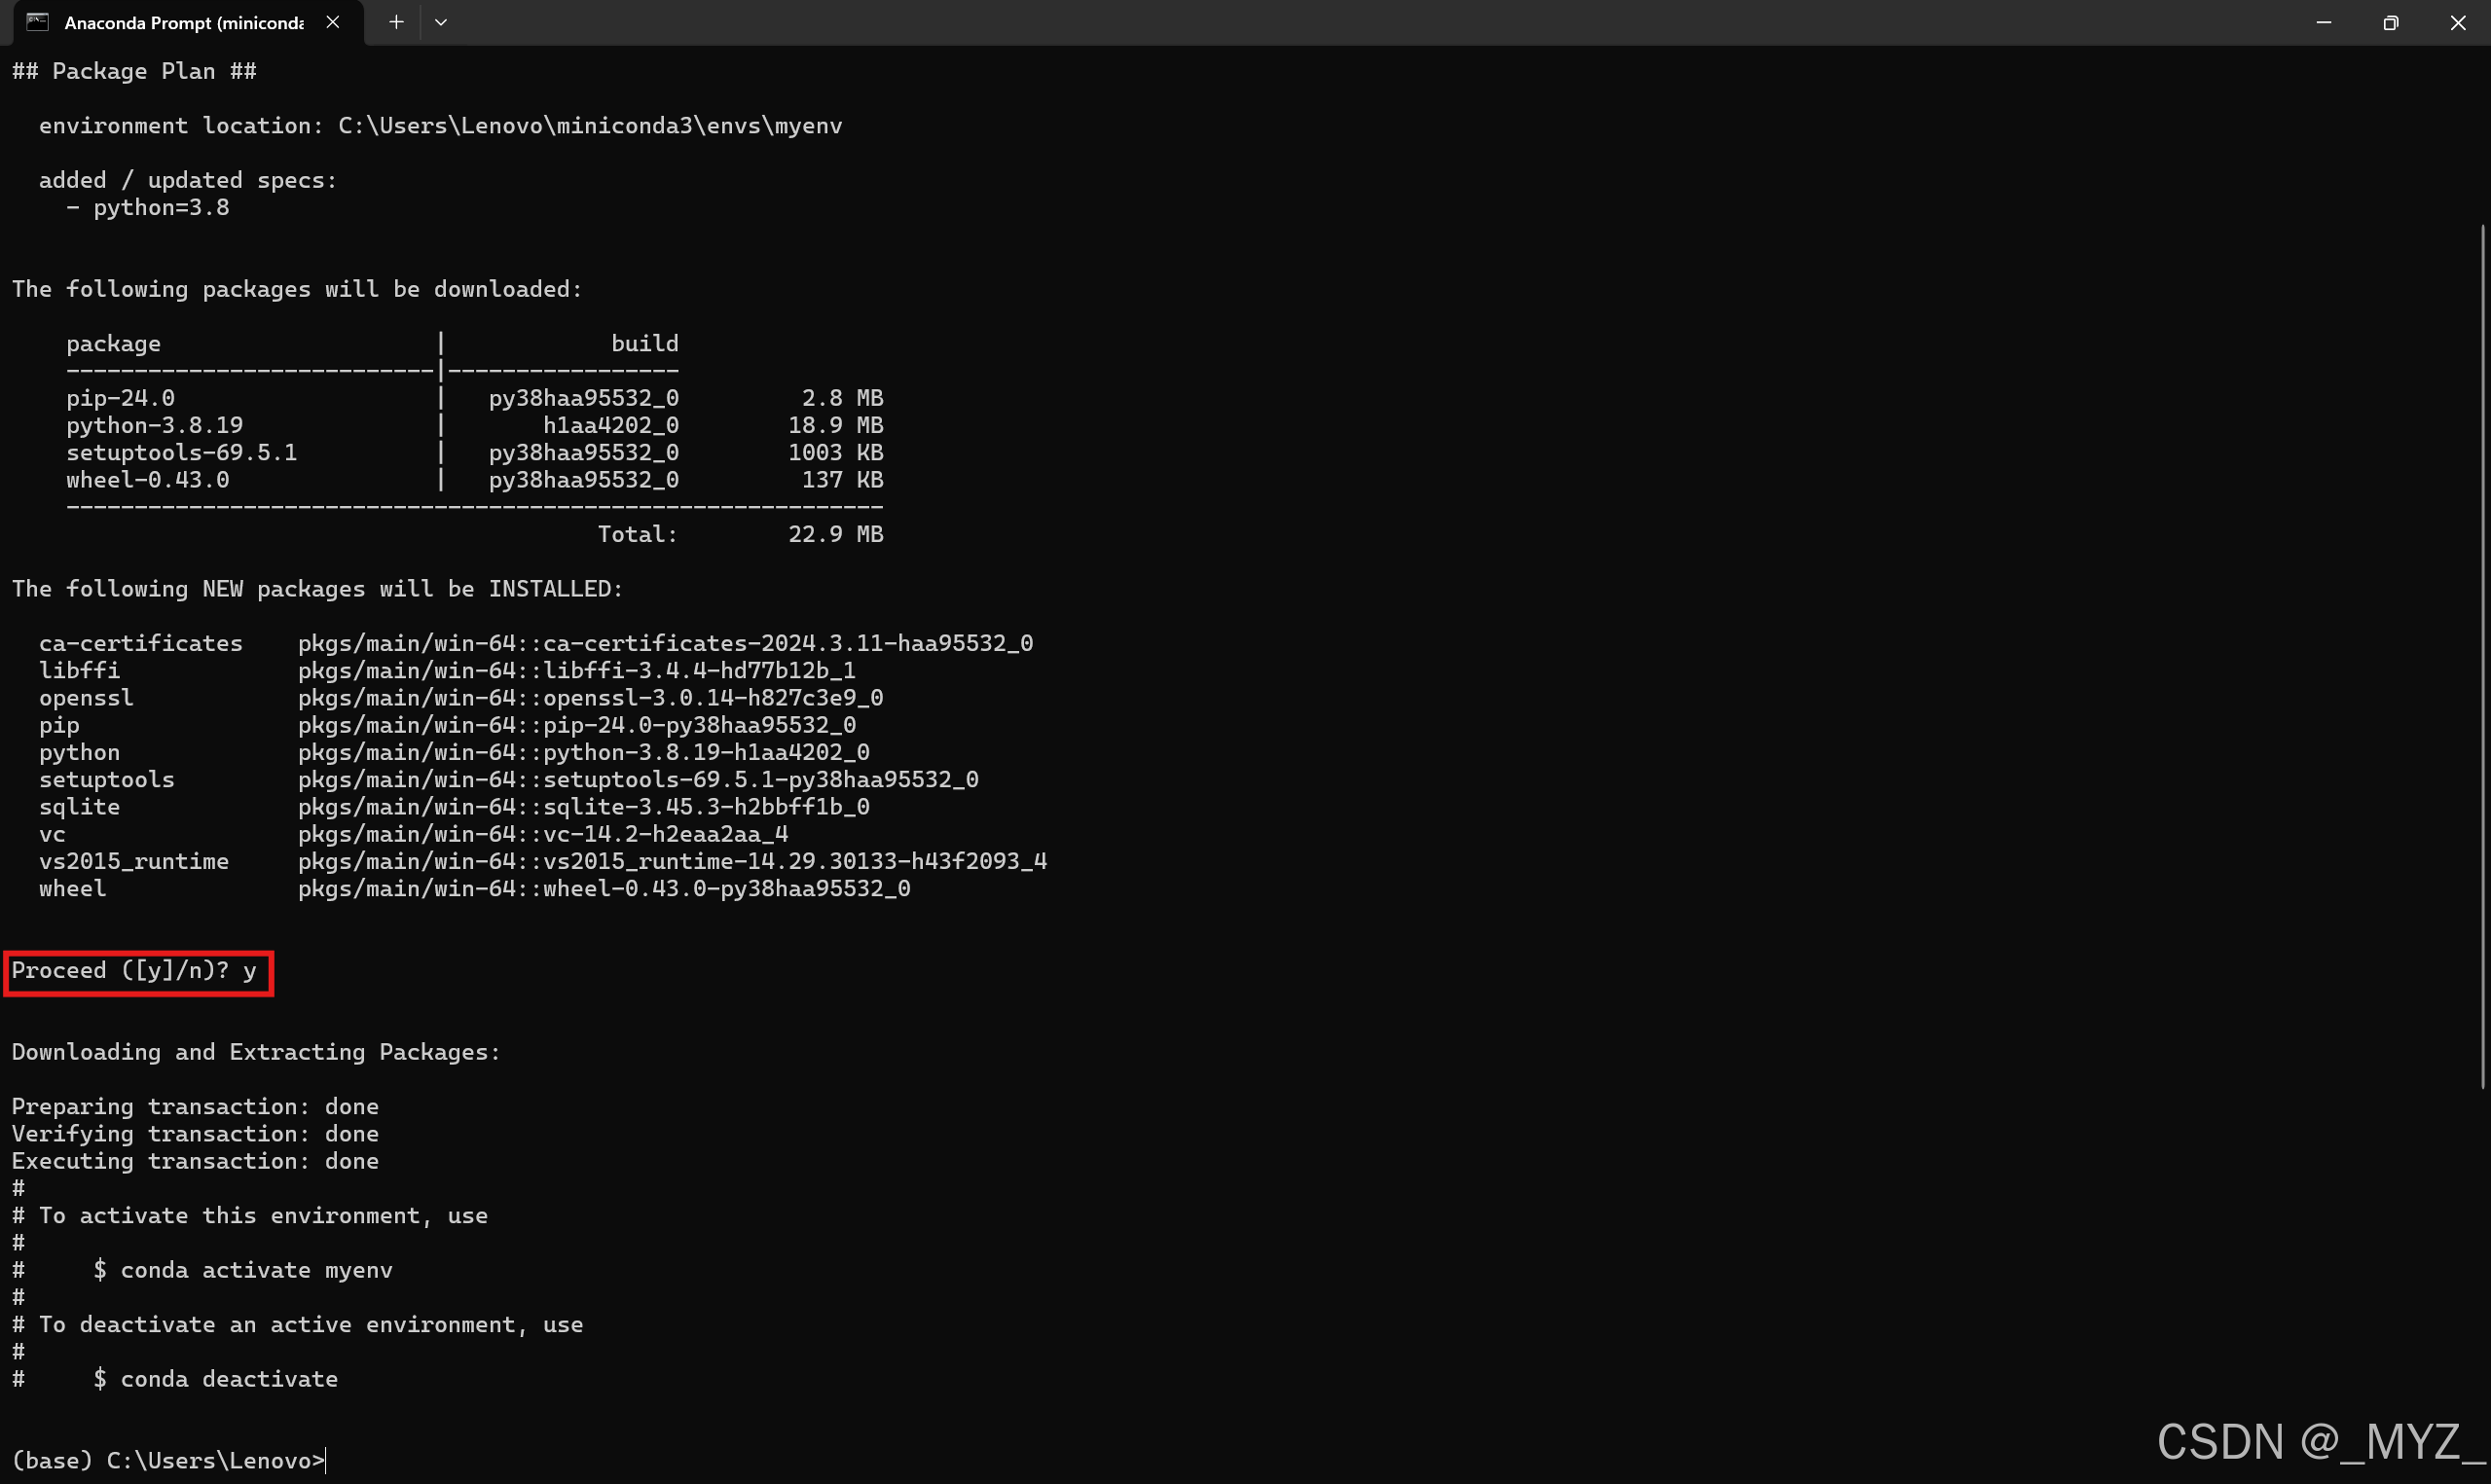 Anaconda Prompt (miniconda
## Package Plan ##
environment location: C:\Users\Lenovo\miniconda3\envs\myenv
added / updated specs:
- python=3.8
The following packages will be downloaded:
package | build
---------------------------|-----------------
pip-24.0 | py38haa95532_0 2.8 MB
python-3.8.19 | h1aa4202_0 18.9 MB
setuptools-69.5.1 | py38haa95532_0 1003 KB
wheel-0.43.0 | py38haa95532_0 137 KB
------------------------------------------------------------
Total: 22.9 MB
The following NEW packages will be INSTALLED:
ca-certificates pkgs/main/win-64::ca-certificates-2024.3.11-haa95532_0
libffi pkgs/main/win-64::libffi-3.4.4-hd77b12b_1
openssl pkgs/main/win-64::openssl-3.0.14-h827c3e9_0
pip pkgs/main/win-64::pip-24.0-py38haa95532_0
python pkgs/main/win-64::python-3.8.19-h1aa4202_0
setuptools pkgs/main/win-64::setuptools-69.5.1-py38haa95532_0
sqlite pkgs/main/win-64::sqlite-3.45.3-h2bbff1b_0
vc pkgs/main/win-64::vc-14.2-h2eaa2aa_4
vs2015_runtime pkgs/main/win-64::vs2015_runtime-14.29.30133-h43f2093_4
wheel pkgs/main/win-64::wheel-0.43.0-py38haa95532_0
Proceed ([y]/n)? y
Downloading and Extracting Packages:
Preparing transaction: done
Verifying transaction: done
Executing transaction: done
#
# To activate this environment, use
#
# $ conda activate myenv
#
# To deactivate an active environment, use
#
# $ conda deactivate
(base) C:\Users\Lenovo>
CSDN @_MYZ_